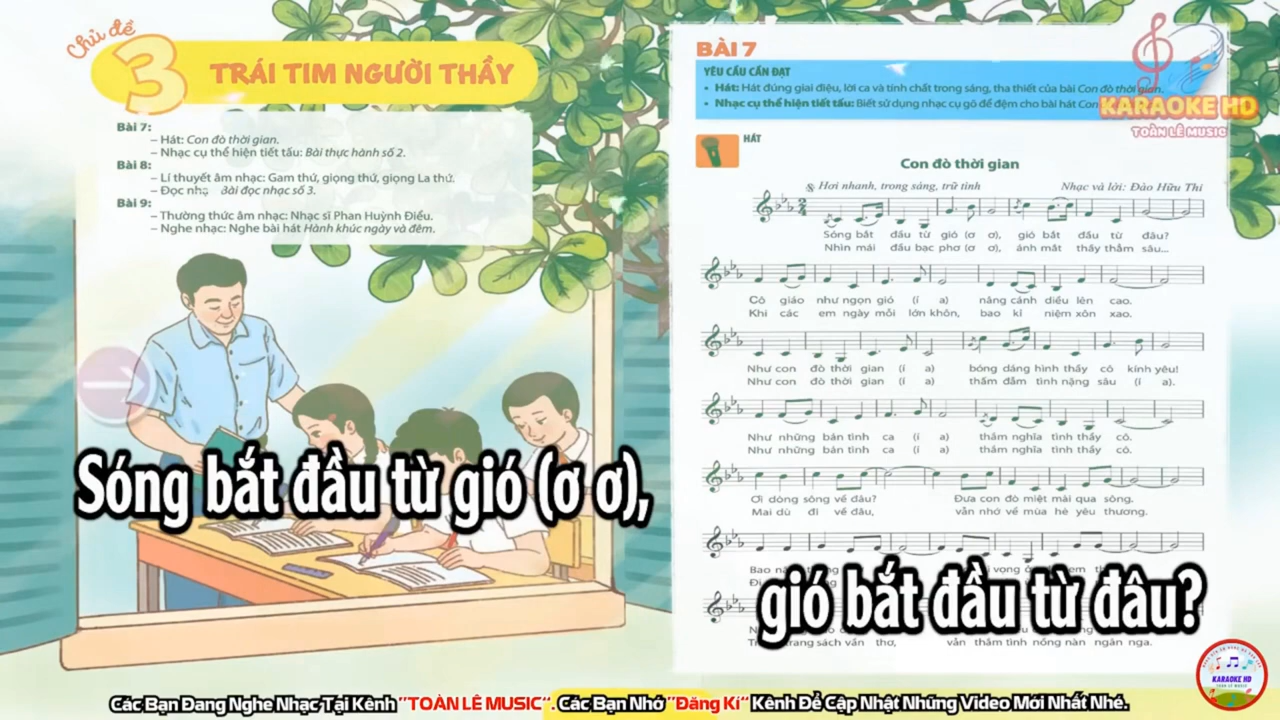 Chủ đề
3
TRÁI TIM NGƯỜI THẦY
Bài 7:
– Hát: Con đò thời gian.
– Nhạc cụ thể hiện tiết tấu: Bài thực hành số 2.
Bài 8:
– Lí thuyết âm nhạc: Gam thứ, giọng thứ, giọng La thứ.
– Đọc nhạ Bài đọc nhạc số 3.
Bài 9:
– Thường thức âm nhạc: Nhạc sĩ Phan Huỳnh Điểu.
– Nghe nhạc: Nghe bài hát Hành khúc ngày và đêm.
BÀI 7
YÊU CẦU CẦN ĐẠT
• Hát: Hát đúng giai điệu, lời ca và tính chất trong sáng, tha thiết của bài Con đò thời gian.
• Nhạc cụ thể hiện tiết tấu: Biết sử dụng nhạc cụ gõ để đệm cho bài hát Con
KARAOKE HD
TOÀN LÊ MUSIC
HÁT
Con đò thời gian
Hơi nhanh, trong sáng, trữ tình
Nhạc và lời: Đào Hữu Thi
Sóng bắt đầu từ gió (ơ ơ), gió bắt đầu từ đâu?
Nhìn mái đầu bạc phơ (ơ ơ), ánh mắt thầy thẳm sâu...
Cô giáo như ngọn gió (í a) nâng cánh diều lên cao.
Khi các em ngày mỗi lớn khôn, bao kỉ niệm xôn xao.
Như con đò thời gian (í a) bóng dáng hình thầy cô kính yêu!
Như con đò thời gian (í a) thấm đẫm tình nặng sâu (í a).
Như những bản tình ca (í a) thắm nghĩa tình thầy cô.
Như những bản tình ca (í a) thắm nghĩa tình thầy cô.
Ơi dòng sông về đâu? Đưa con đò miệt mài qua sông.
Mai dù đi về đâu, vẫn nhớ về mùa hè yêu thương.
Bao n
trang sách vần thơ, vẫn thắm tình nồng nàn ngân nga.
Sóng bắt đầu từ gió (ơ ơ),
gió bắt đầu từ đâu?
KARAOKE HD
TOÀN LÊ MUSIC
Các Bạn Đang Nghe Nhạc Tại Kênh "TOÀN LÊ MUSIC". Các Bạn Nhớ "Đăng Kí" Kênh Để Cập Nhật Những Video Mới Nhất Nhé.